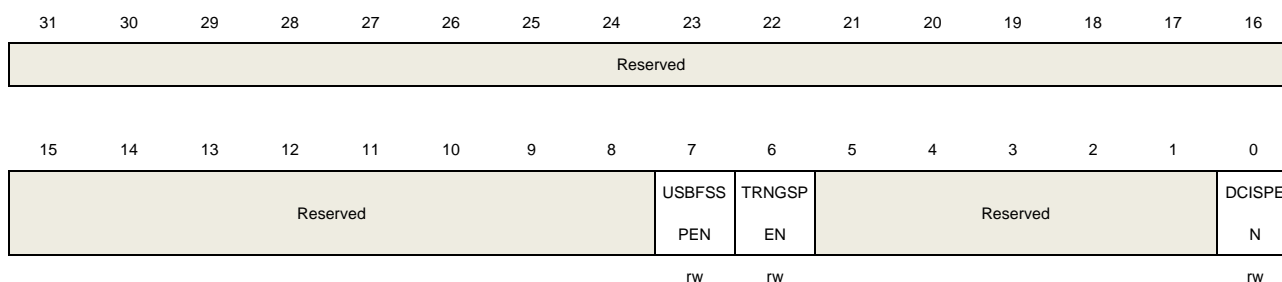 31 30 29 28 27 26 25 24 23 22 21 20 19 18 17 16
Reserved
15 14 13 12 11 10 9 8 7 6 5 4 3 2 1 0
Reserved
USBFSS
PEN
TRNGSP
EN
Reserved
DCISPE
N
rw rw rw